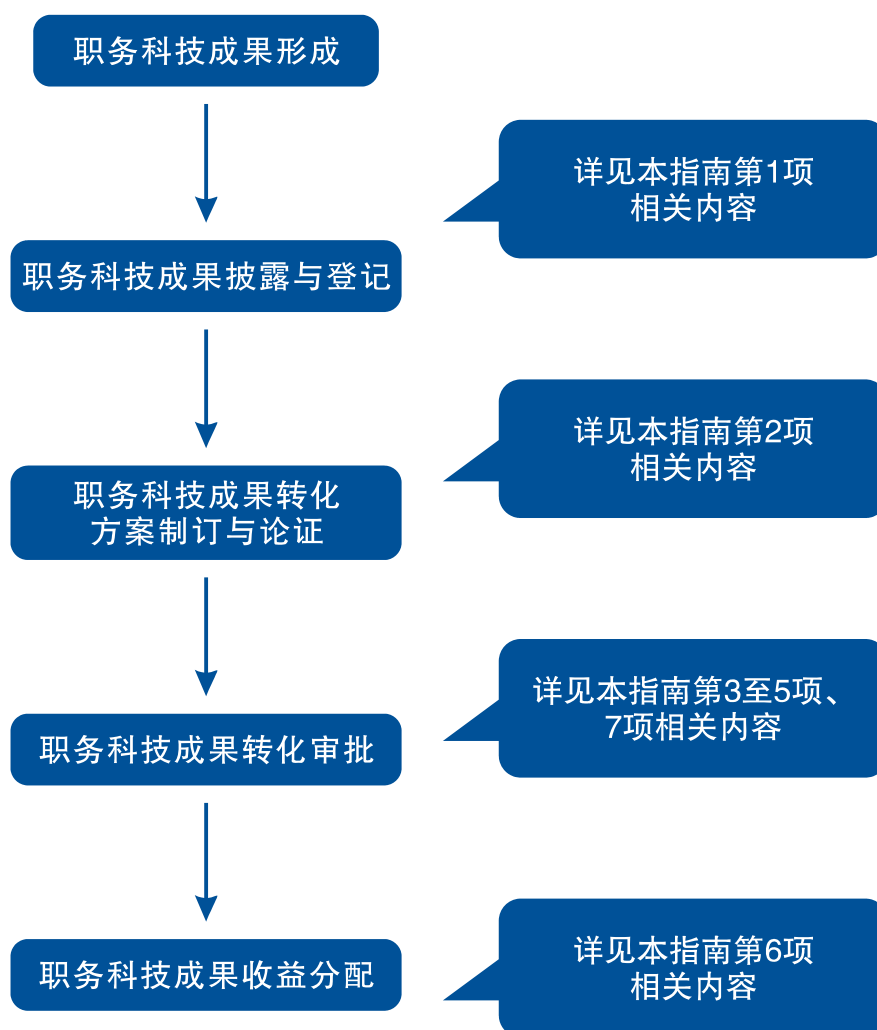 职务科技成果形成
详见本指南第1项
相关内容
职务科技成果披露与登记
详见本指南第2项
相关内容
职务科技成果转化
方案制订与论证
详见本指南第3至5项、
7项相关内容
职务科技成果转化审批
详见本指南第6项
相关内容
职务科技成果收益分配